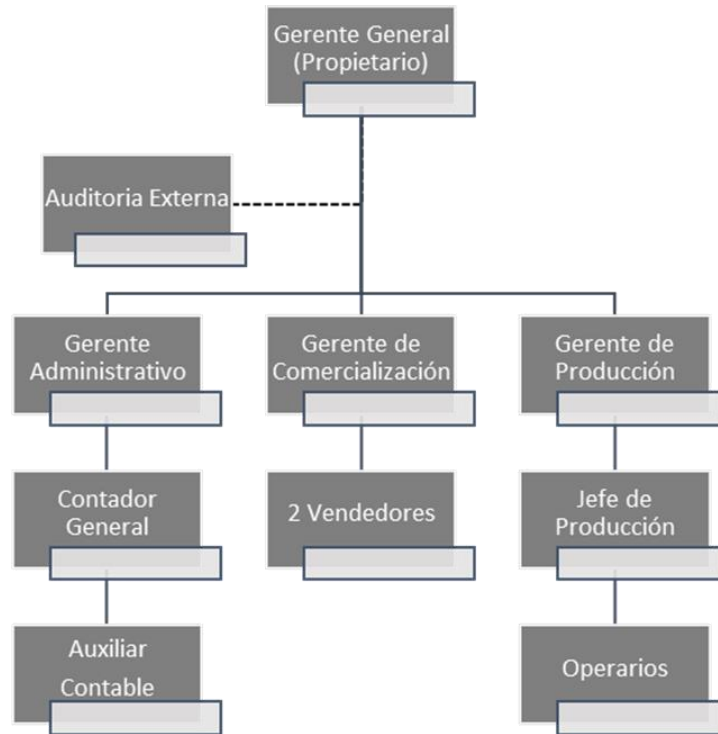 Gerente General
(Propietario)
Auditoria Externa
Gerente
Administrativo
Gerente de
Comercialización
Gerente de
Producción
Contador
General
2 Vendedores
Jefe de
Producción
Auxiliar
Contable
Operarios